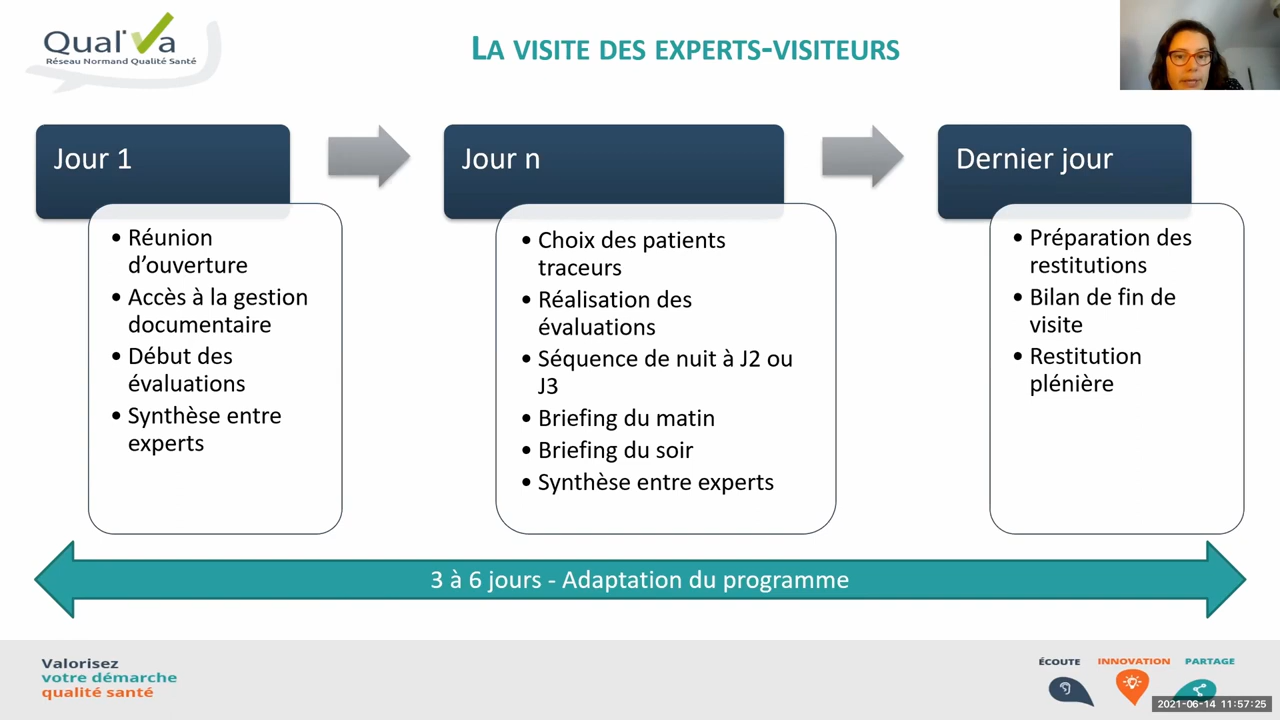 Qual'Va
Réseau Normand Qualité Santé
LA VISITE DES EXPERTS-VISITEURS
Jour 1
• Réunion
d'ouverture
• Accès à la gestion
documentaire
• Début des
évaluations
• Synthèse entre
experts
Jour n
• Choix des patients
traceurs
• Réalisation des
évaluations
• Séquence de nuit à J2 ou
J3
• Briefing du matin
• Briefing du soir
• Synthèse entre experts
Dernier jour
• Préparation des
restitutions
• Bilan de fin de
visite
• Restitution
plénière
3 à 6 jours - Adaptation du programme
Valorisez
votre démarche
qualité santé
ÉCOUTE
INNOVATION
PARTAGE
2021-06-14 11:57:25